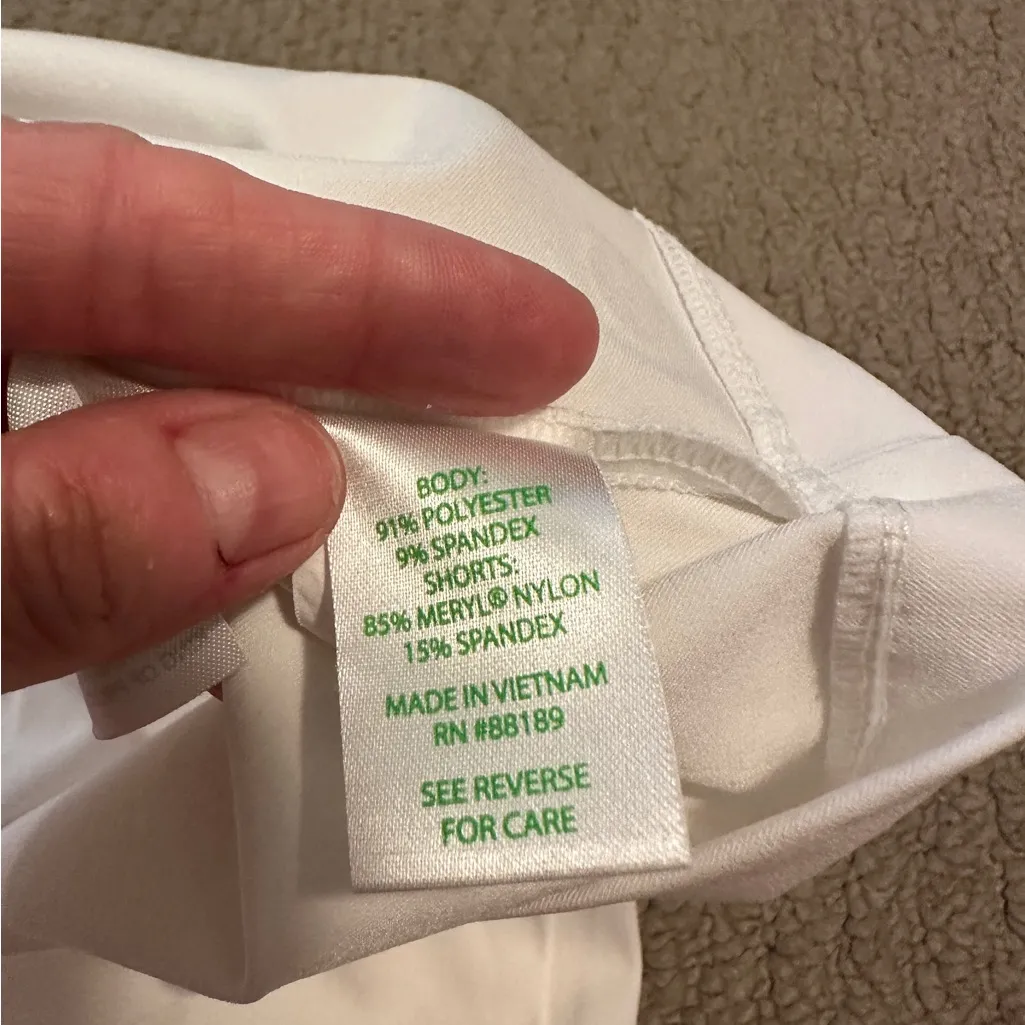 BODY:
91% POLYESTER
9% SPANDEX
SHORTS:
85% MERYL® NYLON
15% SPANDEX
MADE IN VIETNAM
RN #88189
SEE REVERSE
FOR CARE